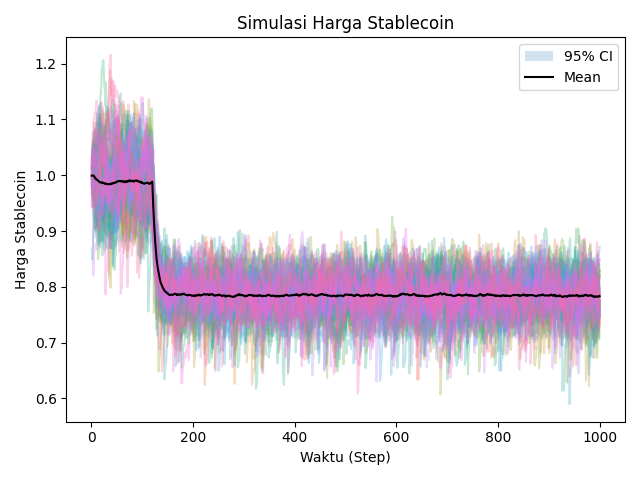 Simulasi Harga Stablecoin
95% CI
Mean
1.2
1.1
1.0
0.9
0.8
0.7
0.6
Harga Stablecoin
0 200 400 600 800 1000
Waktu (Step)